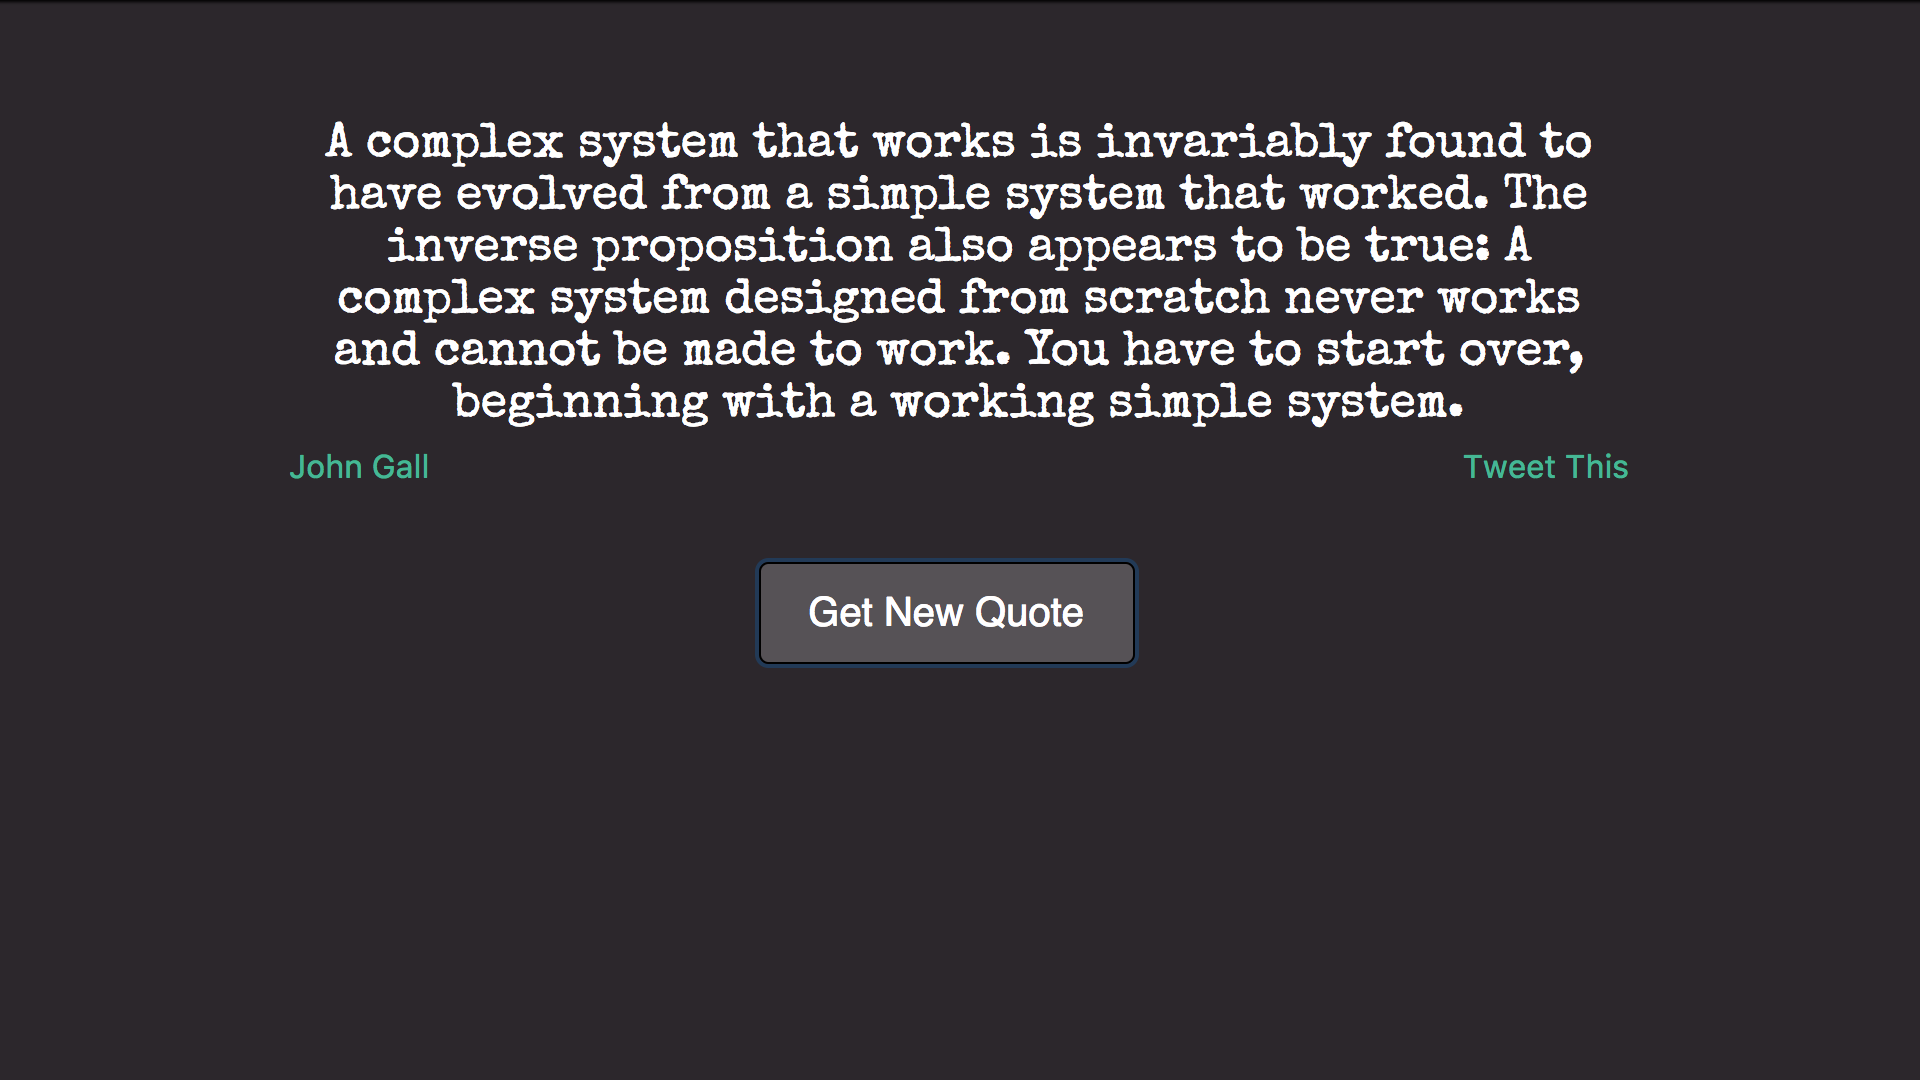 A complex system that works is invariably found to
have evolved from a simple system that worked. The
inverse proposition also appears to be true: A
complex system designed from scratch never works
and cannot be made to work. You have to start over,
beginning with a working simple system.
John Gall
Tweet This
Get New Quote